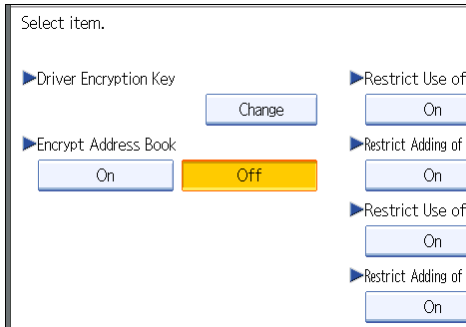 Select item.
Driver Encryption Key
Change
Encrypt Address Book
On Off
Restrict Use of
On
Restrict Adding of
On
Restrict Use of
On
Restrict Adding of
On